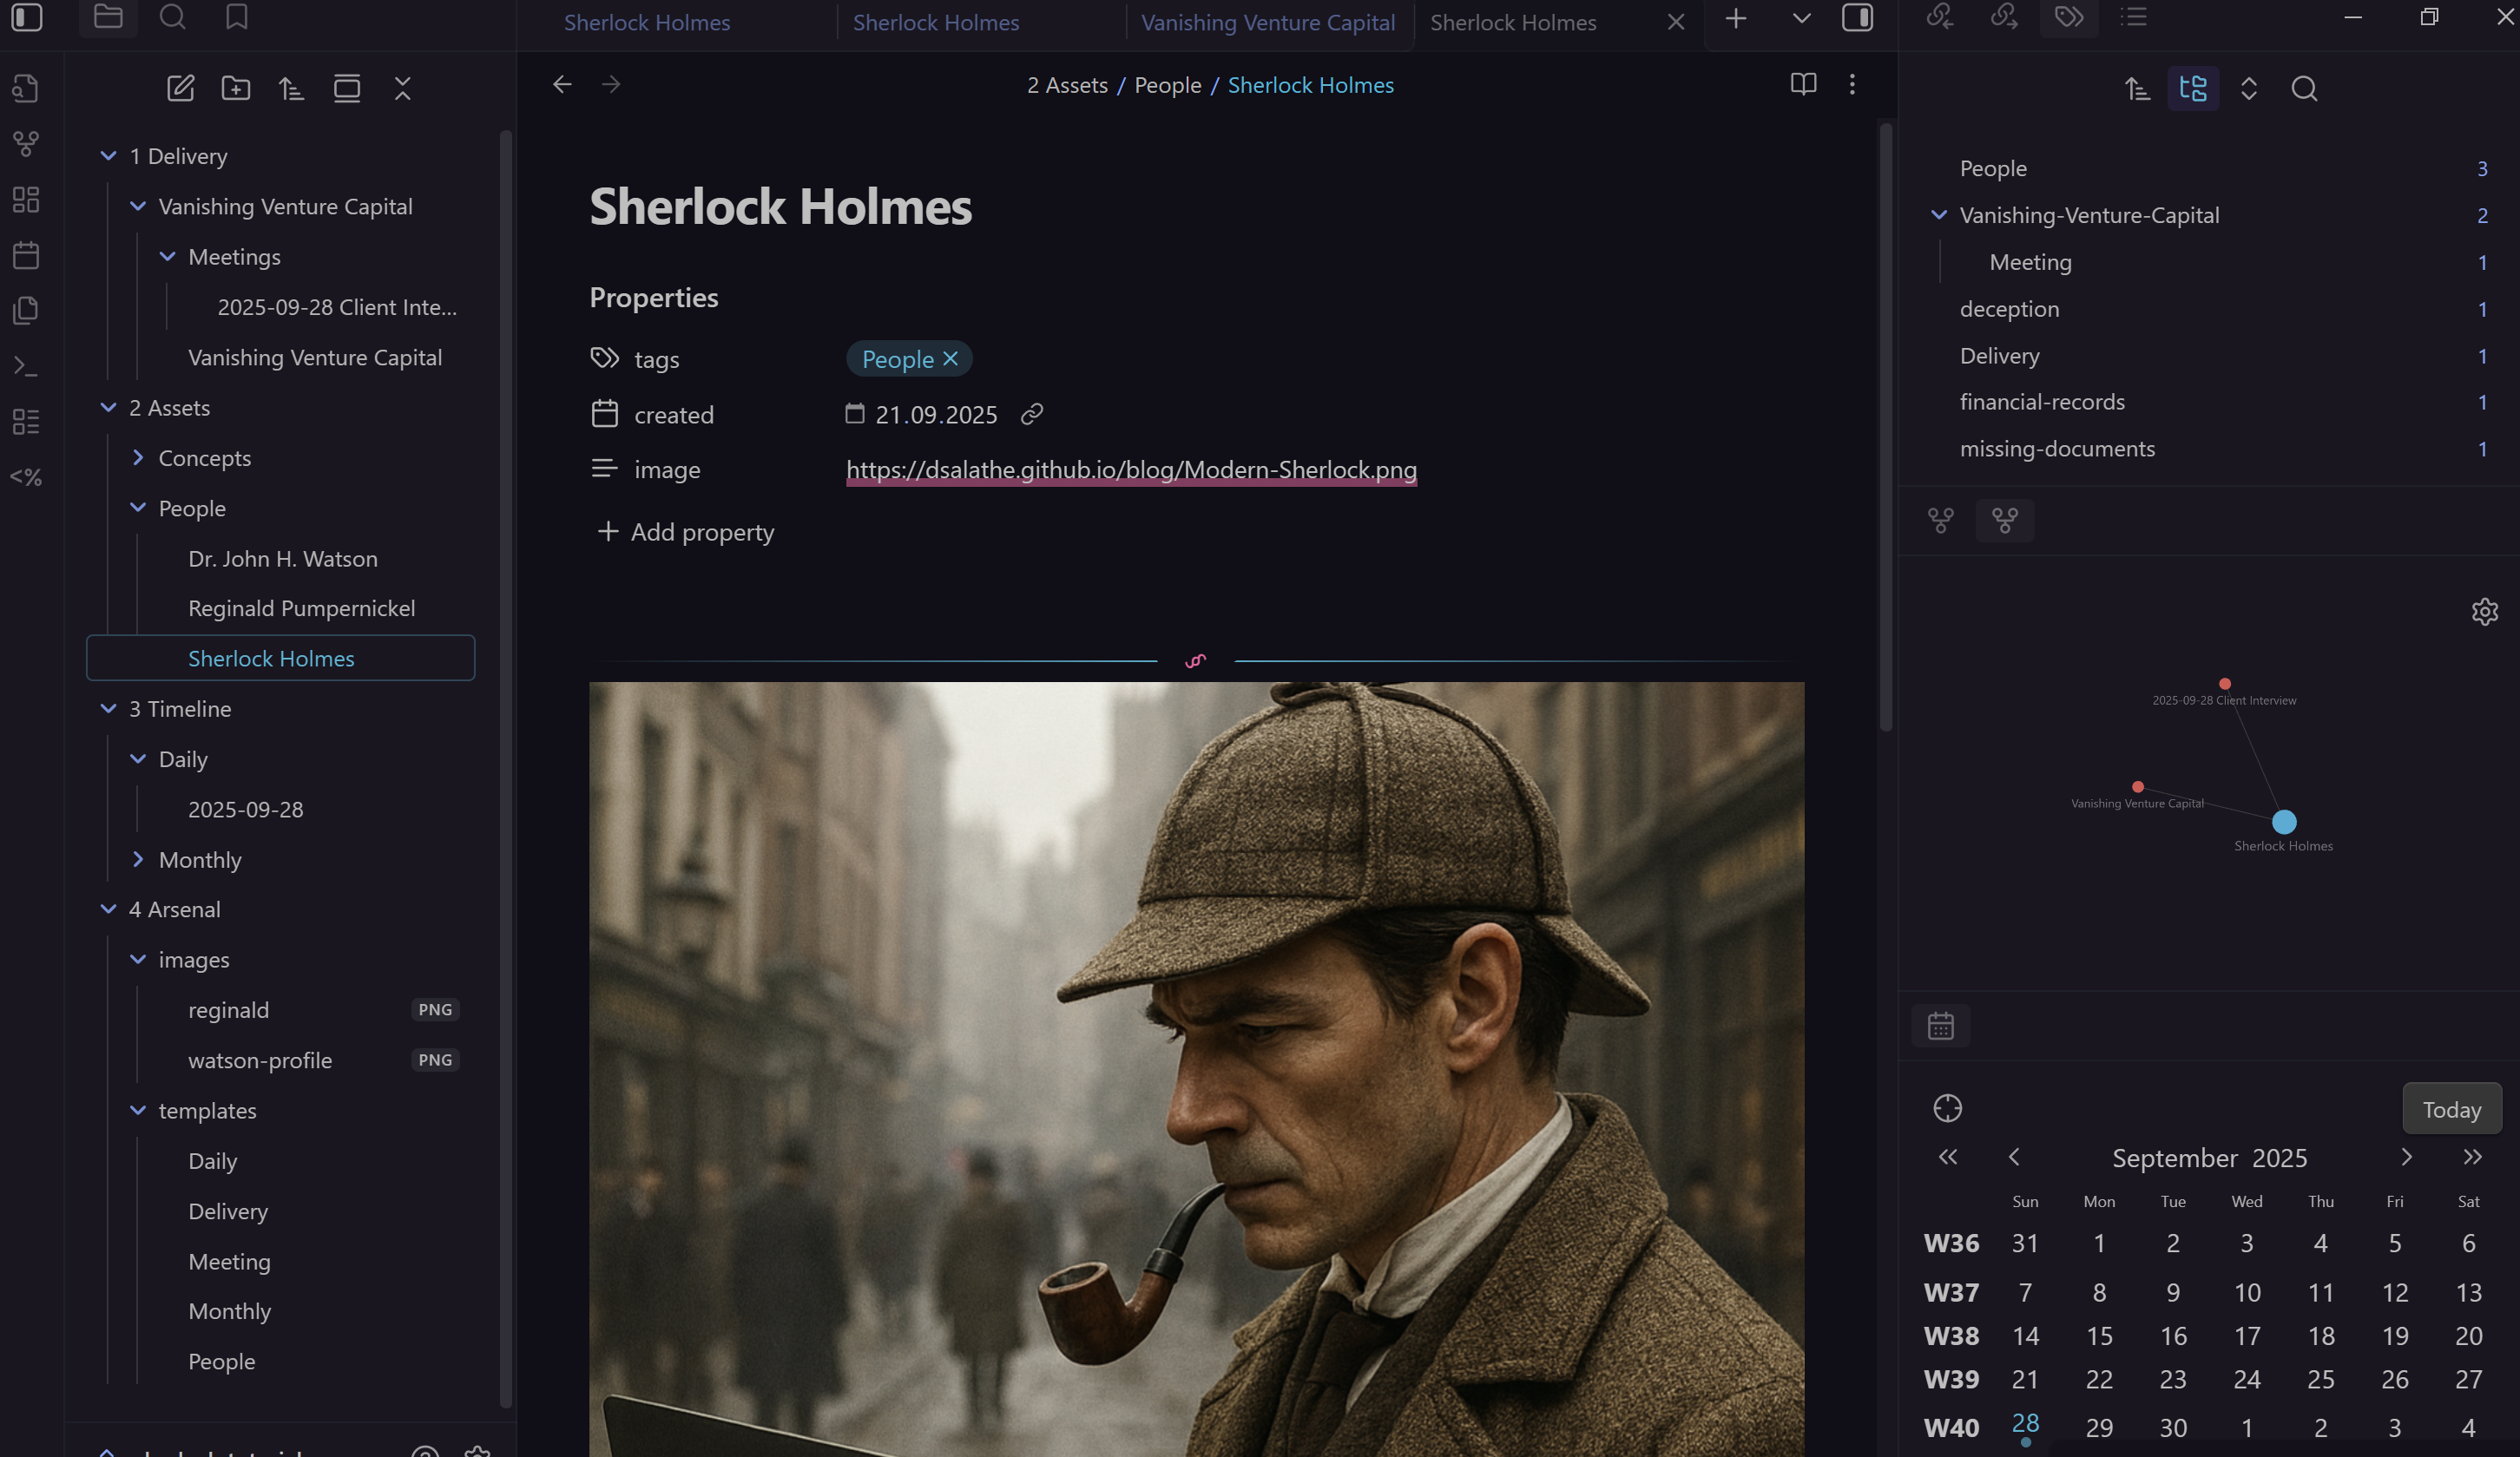 Sherlock Holmes
Sherlock Holmes
Vanishing Venture Capital
Sherlock Holmes
<%
1 Delivery
Vanishing Venture Capital
Meetings
2025-09-28 Client Inte...
Vanishing Venture Capital
2 Assets
Concepts
People
Dr. John H. Watson
Reginald Pumpernickel
Sherlock Holmes
3 Timeline
Daily
2025-09-28
Monthly
4 Arsenal
images
reginald PNG
watson-profile PNG
templates
Daily
Delivery
Meeting
Monthly
People
2 Assets / People / Sherlock Holmes
Sherlock Holmes
Properties
tags People
created 21.09.2025
image https://dsalathe.github.io/blog/Modern-Sherlock.png
Add property
People 3
Vanishing-Venture-Capital 2
Meeting 1
deception 1
Delivery 1
financial-records 1
missing-documents 1
2025-09-28 Client Interview
Vanishing Venture Capital
Sherlock Holmes
Today
September 2025
Sun Mon Tue Wed Thu Fri Sat
W36 31 1 2 3 4 5 6
W37 7 8 9 10 11 12 13
W38 14 15 16 17 18 19 20
W39 21 22 23 24 25 26 27
W40 28 29 30 1 2 3 4